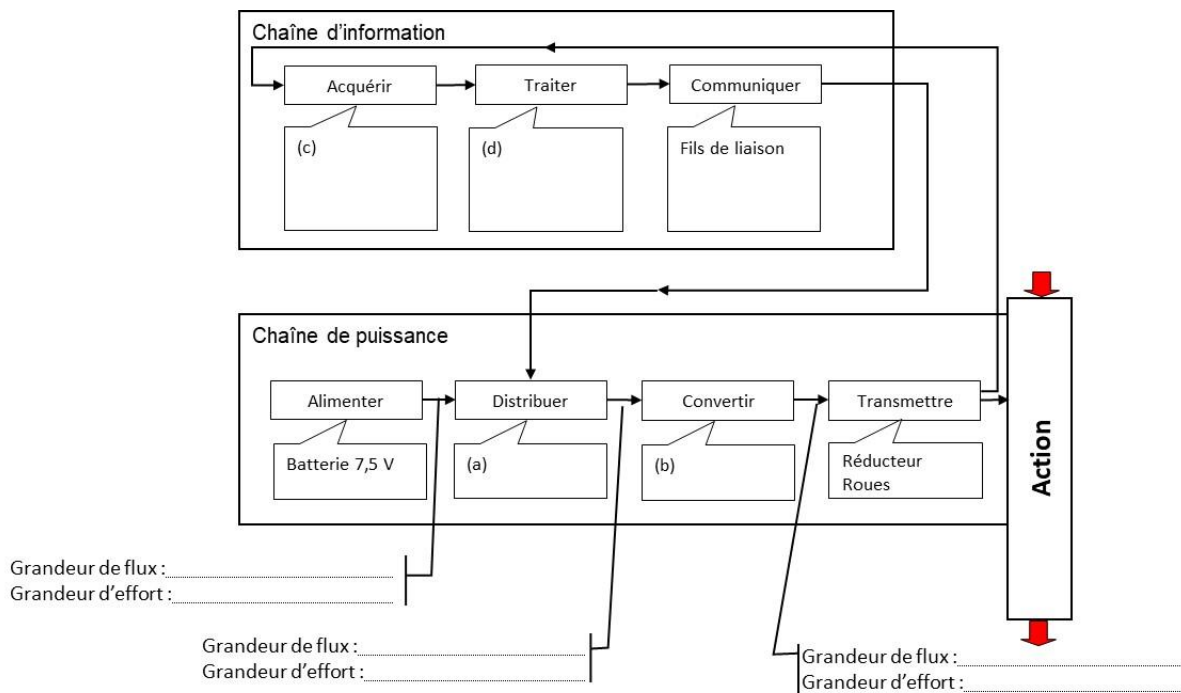 Chaîne d'information
Acquérir
Traiter
Communiquer
(c)
(d)
Fils de liaison
Chaîne de puissance
Alimenter
Distribuer
Convertir
Transmettre
Batterie 7,5 V
(a)
(b)
Réducteur
Roues
Action
Grandeur de flux :
Grandeur d'effort :
Grandeur de flux :
Grandeur d'effort :
Grandeur de flux :
Grandeur d'effort :